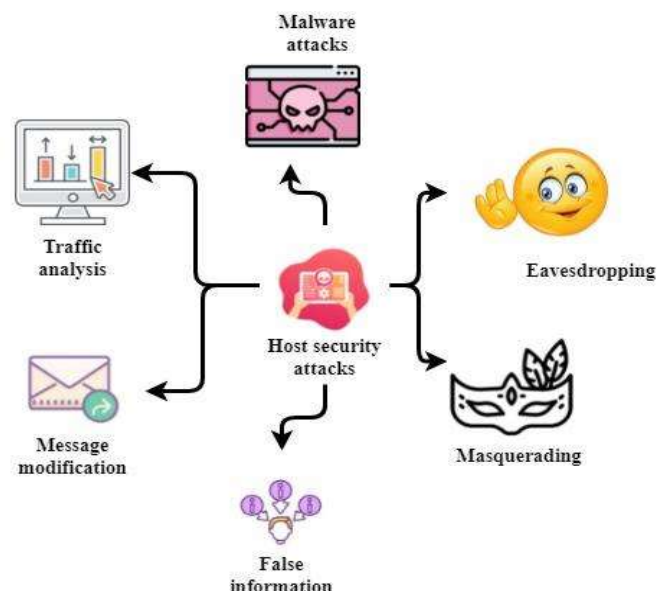 Malware
attacks
Traffic
analysis
Eavesdropping
Host security
attacks
Message
modification
Masquerading
False
information